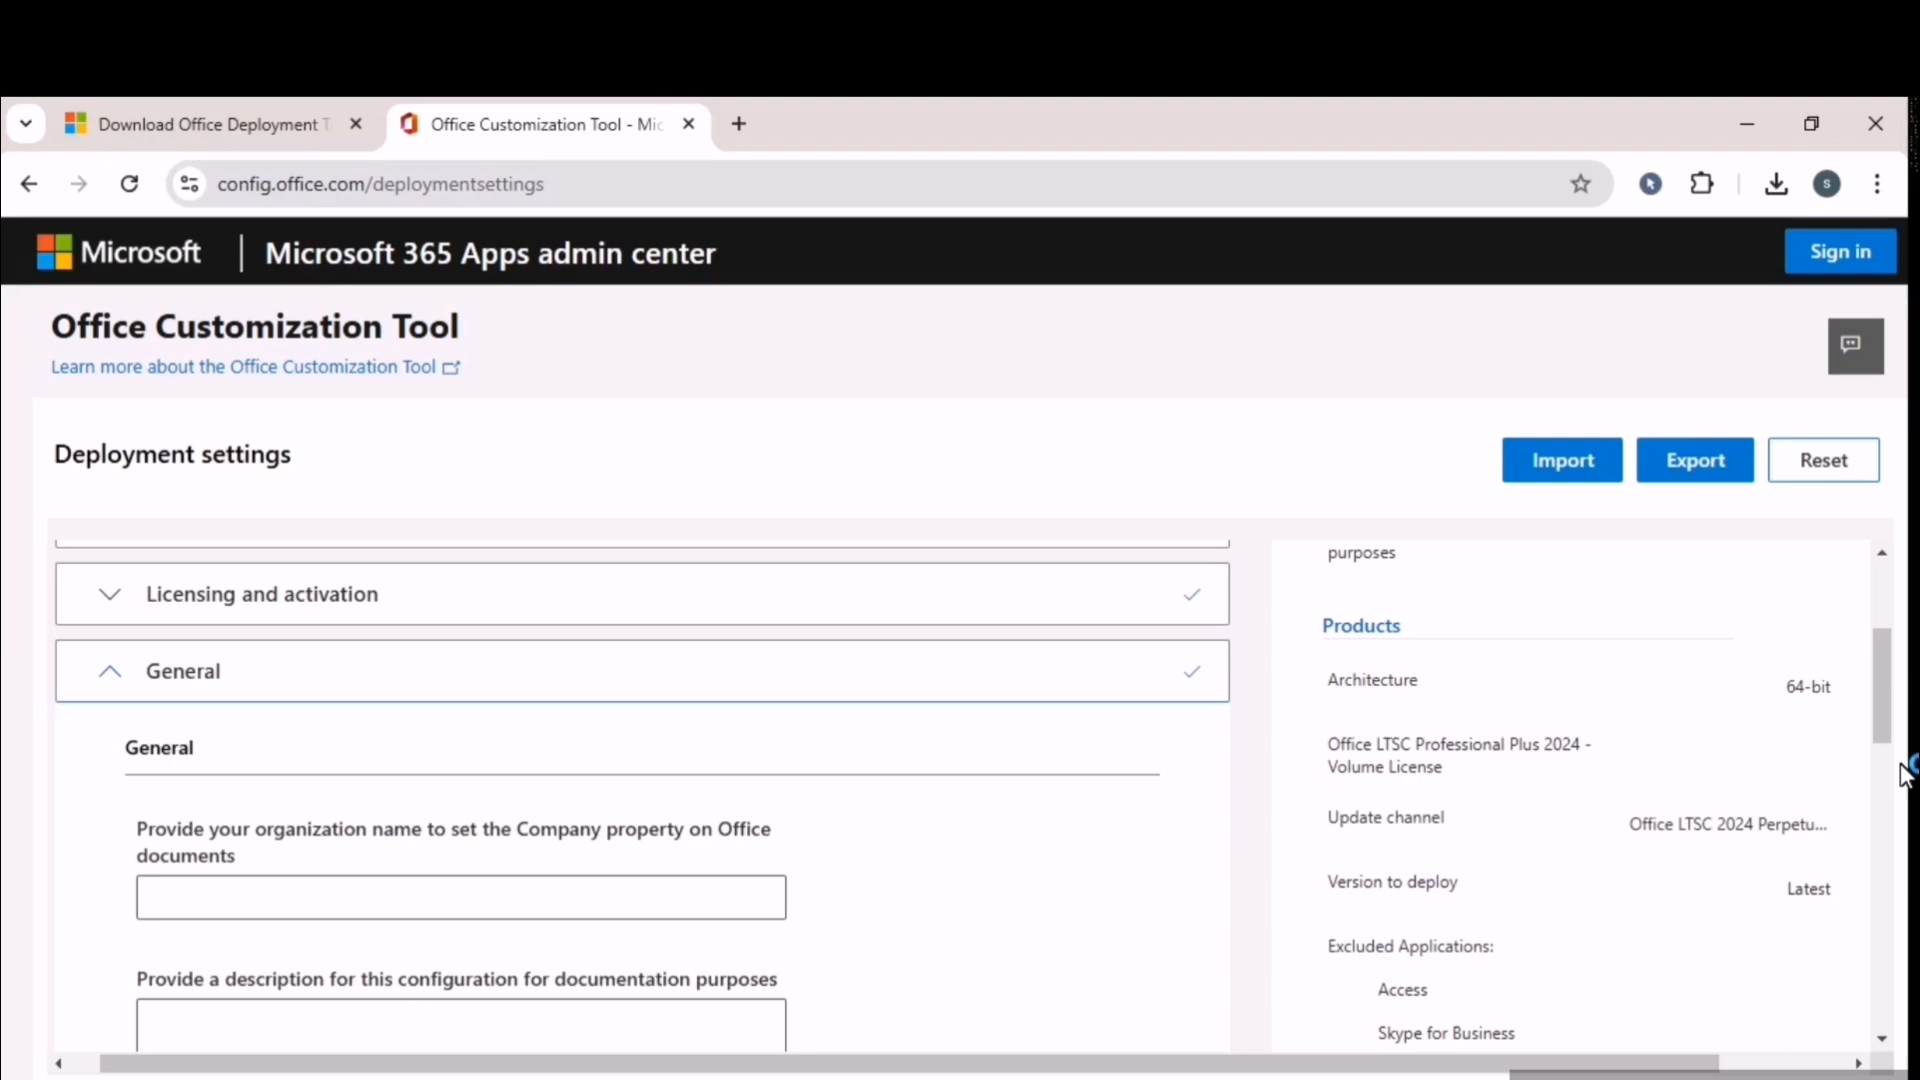 Download Office Deployment T
Office Customization Tool - Mic
config.office.com/deploymentsettings
S
Microsoft
Microsoft 365 Apps admin center
Sign in
Office Customization Tool
Learn more about the Office Customization Tool
Deployment settings
Import
Export
Reset
Licensing and activation
General
General
Provide your organization name to set the Company property on Office
documents
Provide a description for this configuration for documentation purposes
purposes
Products
Architecture
64-bit
Office LTSC Professional Plus 2024 -
Volume License
Update channel
Office LTSC 2024 Perpetu...
Version to deploy
Latest
Excluded Applications:
Access
Skype for Business